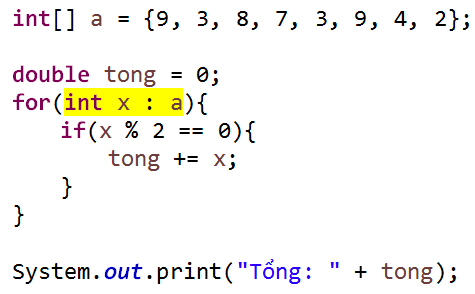 int[] a = {9, 3, 8, 7, 3, 9, 4, 2};
double tong = 0;
for(int x : a){
if(x % 2 == 0){
tong += x;
}
}
System.out.print("Tổng: " + tong);